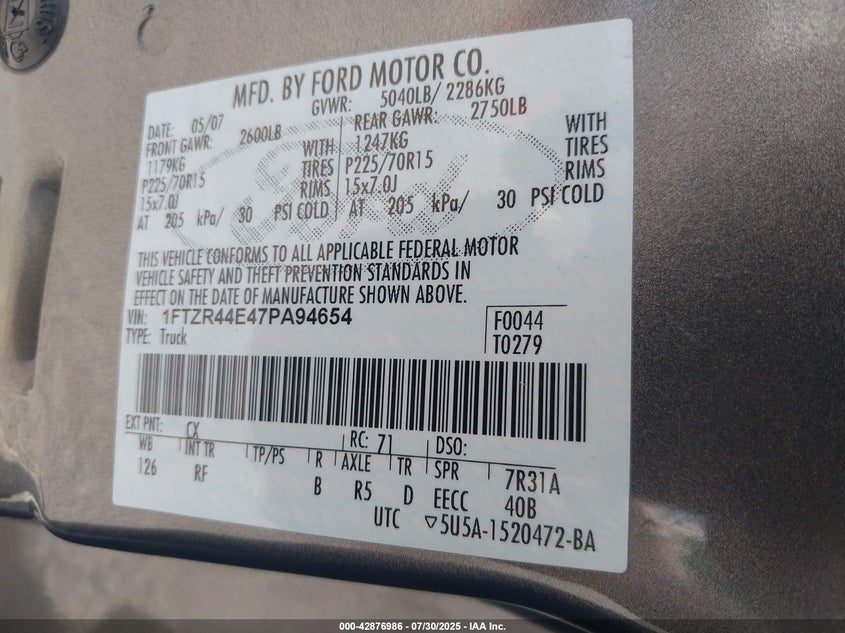 MFD. BY FORD MOTOR CO.
DATE: 05/07 GVWR: 5040LB/ 2286KG
FRONT GAWR: 2600LB REAR GAWR: 2750LB
1179KG WITH 1247KG WITH
P225/70R15 TIRES P225/70R15 TIRES
15x7.0J RIMS 15x7.0J RIMS
AT 205 kPa/ 30 PSI COLD AT 205 kPa/ 30 PSI COLD
THIS VEHICLE CONFORMS TO ALL APPLICABLE FEDERAL MOTOR
VEHICLE SAFETY AND THEFT PREVENTION STANDARDS IN
EFFECT ON THE DATE OF MANUFACTURE SHOWN ABOVE.
VIN: 1FTZR44E47PA94654 F0044
TYPE: Truck T0279
EXT PNT: CX RC: 71 DSO:
WB INT TR TP/PS R AXLE TR SPR 7R31A
126 RF B R5 D EECC 40B
UTC ▽5U5A-1520472-BA
Ford
000-42876986 - 07/30/2025 - IAA Inc.